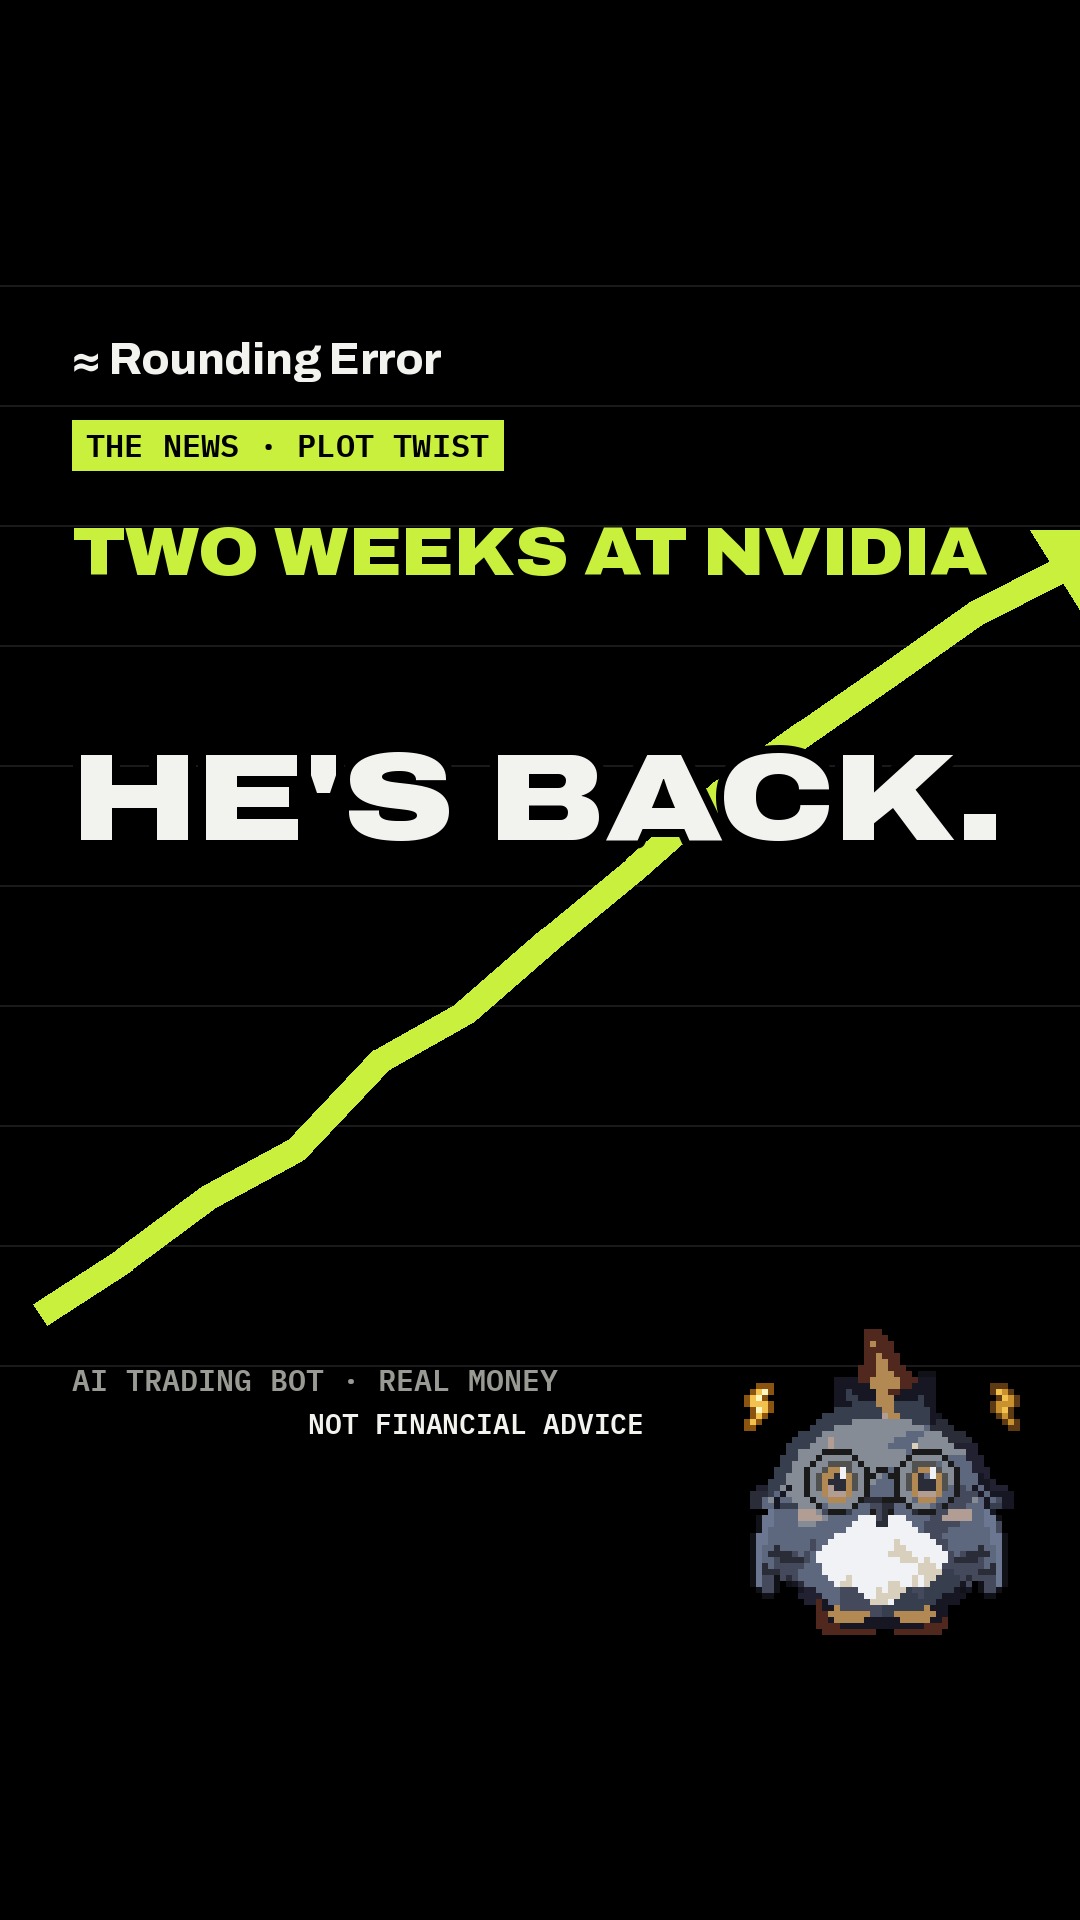 ≈ Rounding Error
THE NEWS · PLOT TWIST
TWO WEEKS AT NVIDIA
HE'S BACK.
AI TRADING BOT · REAL MONEY
NOT FINANCIAL ADVICE